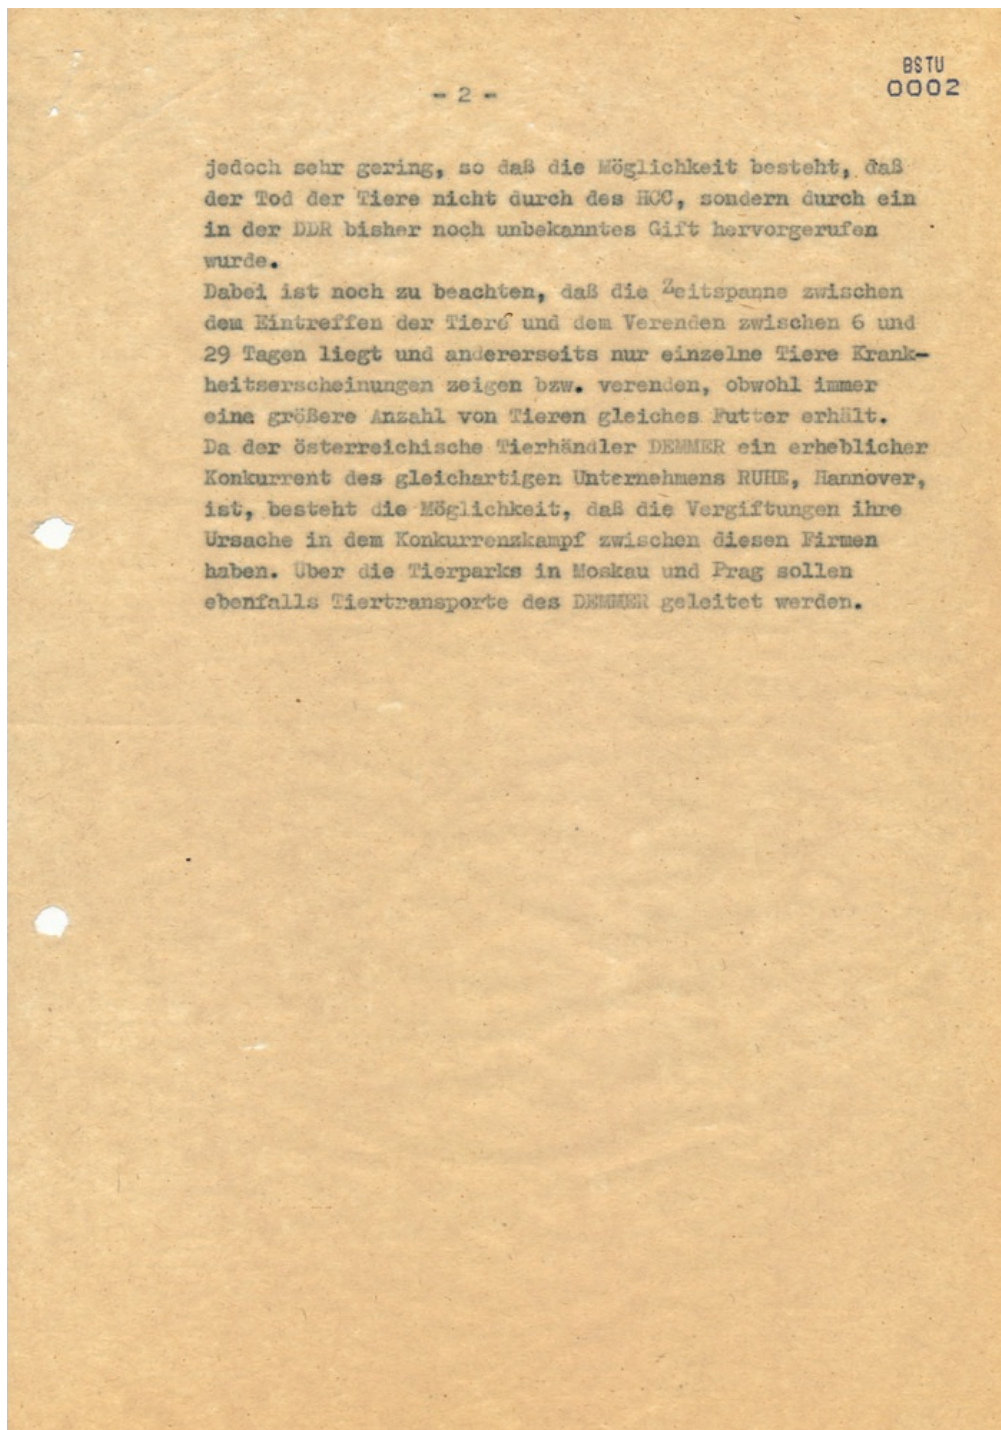 BSTU
0002
- 2 -
jedoch sehr gering, so daß die Möglichkeit besteht, daß
der Tod der Tiere nicht durch des HCC, sondern durch ein
in der DDR bisher noch unbekanntes Gift hervorgerufen
wurde.
Dabei ist noch zu beachten, daß die Zeitspanne zwischen
dem Eintreffen der Tiere und dem Verenden zwischen 6 und
29 Tagen liegt und andererseits nur einzelne Tiere Krank-
heitserscheinungen zeigen bzw. verenden, obwohl immer
eine größere Anzahl von Tieren gleiches Futter erhält.
Da der österreichische Tierhändler DEMMER ein erheblicher
Konkurrent des gleichartigen Unternehmens RUHE, Hannover,
ist, besteht die Möglichkeit, daß die Vergiftungen ihre
Ursache in dem Konkurrenzkampf zwischen diesen Firmen
haben. Über die Tierparks in Moskau und Prag sollen
ebenfalls Tiertransporte des DEMMER geleitet werden.